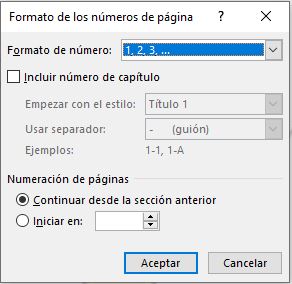 Formato de los números de página ? ×
Formato de número: 1, 2, 3, ...
Incluir número de capítulo
Empezar con el estilo: Título 1
Usar separador: - (guión)
Ejemplos: 1-1, 1-A
Numeración de páginas
Continuar desde la sección anterior
Iniciar en:
Aceptar Cancelar